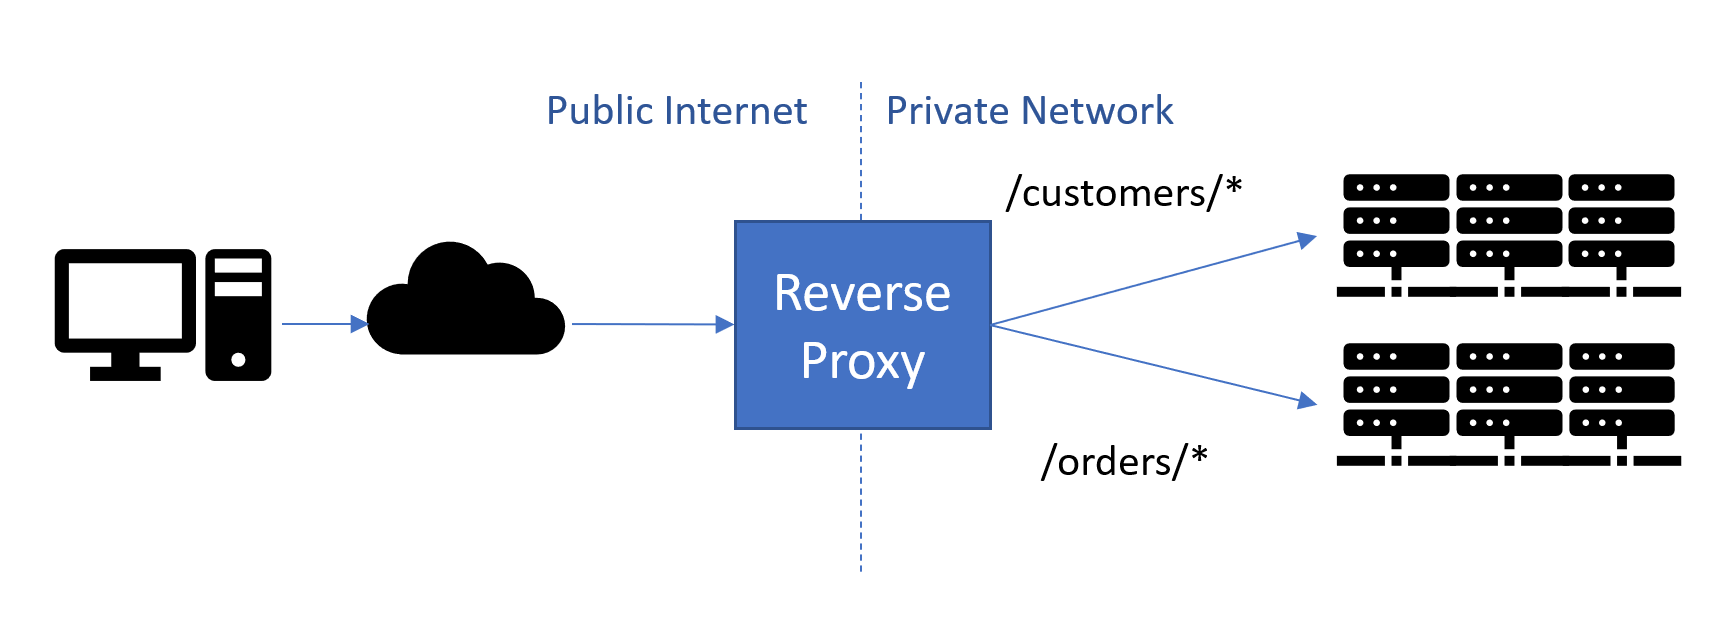 Public Internet
Private Network
/customers/*
Reverse
Proxy
/orders/*